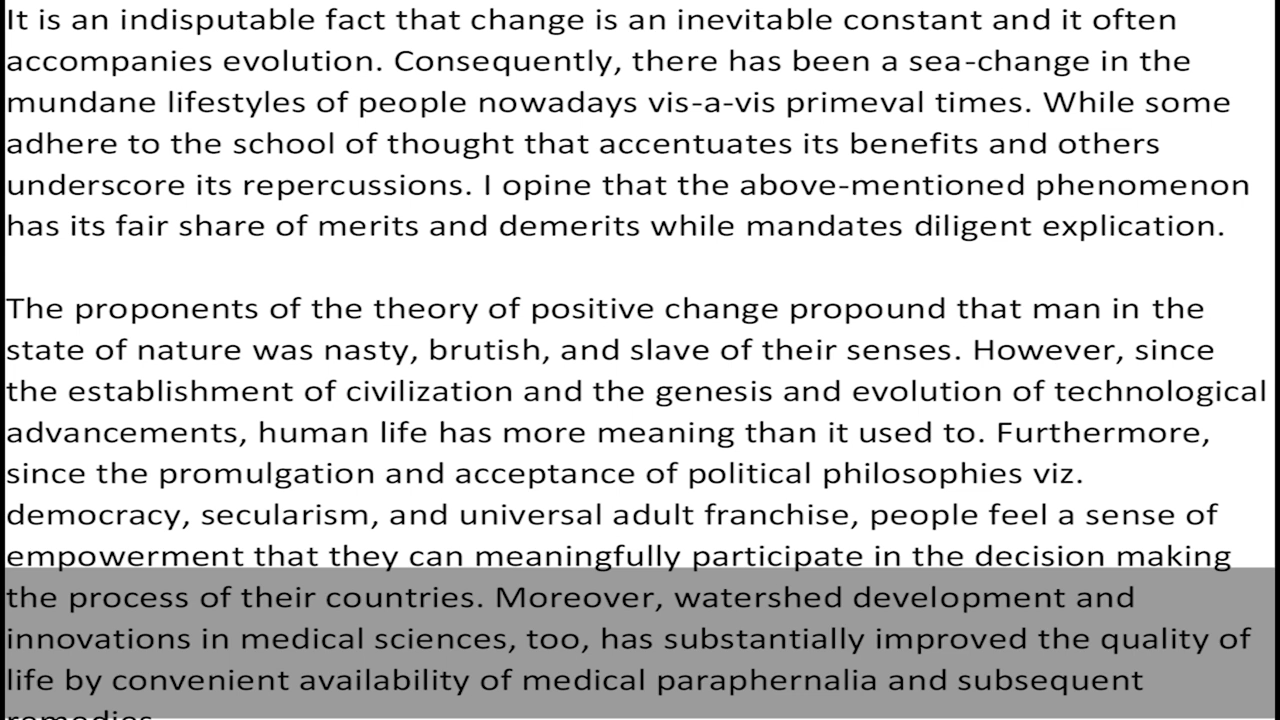 It is an indisputable fact that change is an inevitable constant and it often
accompanies evolution. Consequently, there has been a sea-change in the
mundane lifestyles of people nowadays vis-a-vis primeval times. While some
adhere to the school of thought that accentuates its benefits and others
underscore its repercussions. I opine that the above-mentioned phenomenon
has its fair share of merits and demerits while mandates diligent explication.
The proponents of the theory of positive change propound that man in the
state of nature was nasty, brutish, and slave of their senses. However, since
the establishment of civilization and the genesis and evolution of technological
advancements, human life has more meaning than it used to. Furthermore,
since the promulgation and acceptance of political philosophies viz.
democracy, secularism, and universal adult franchise, people feel a sense of
empowerment that they can meaningfully participate in the decision making
the process of their countries. Moreover, watershed development and
innovations in medical sciences, too, has substantially improved the quality of
life by convenient availability of medical paraphernalia and subsequent
remedies.